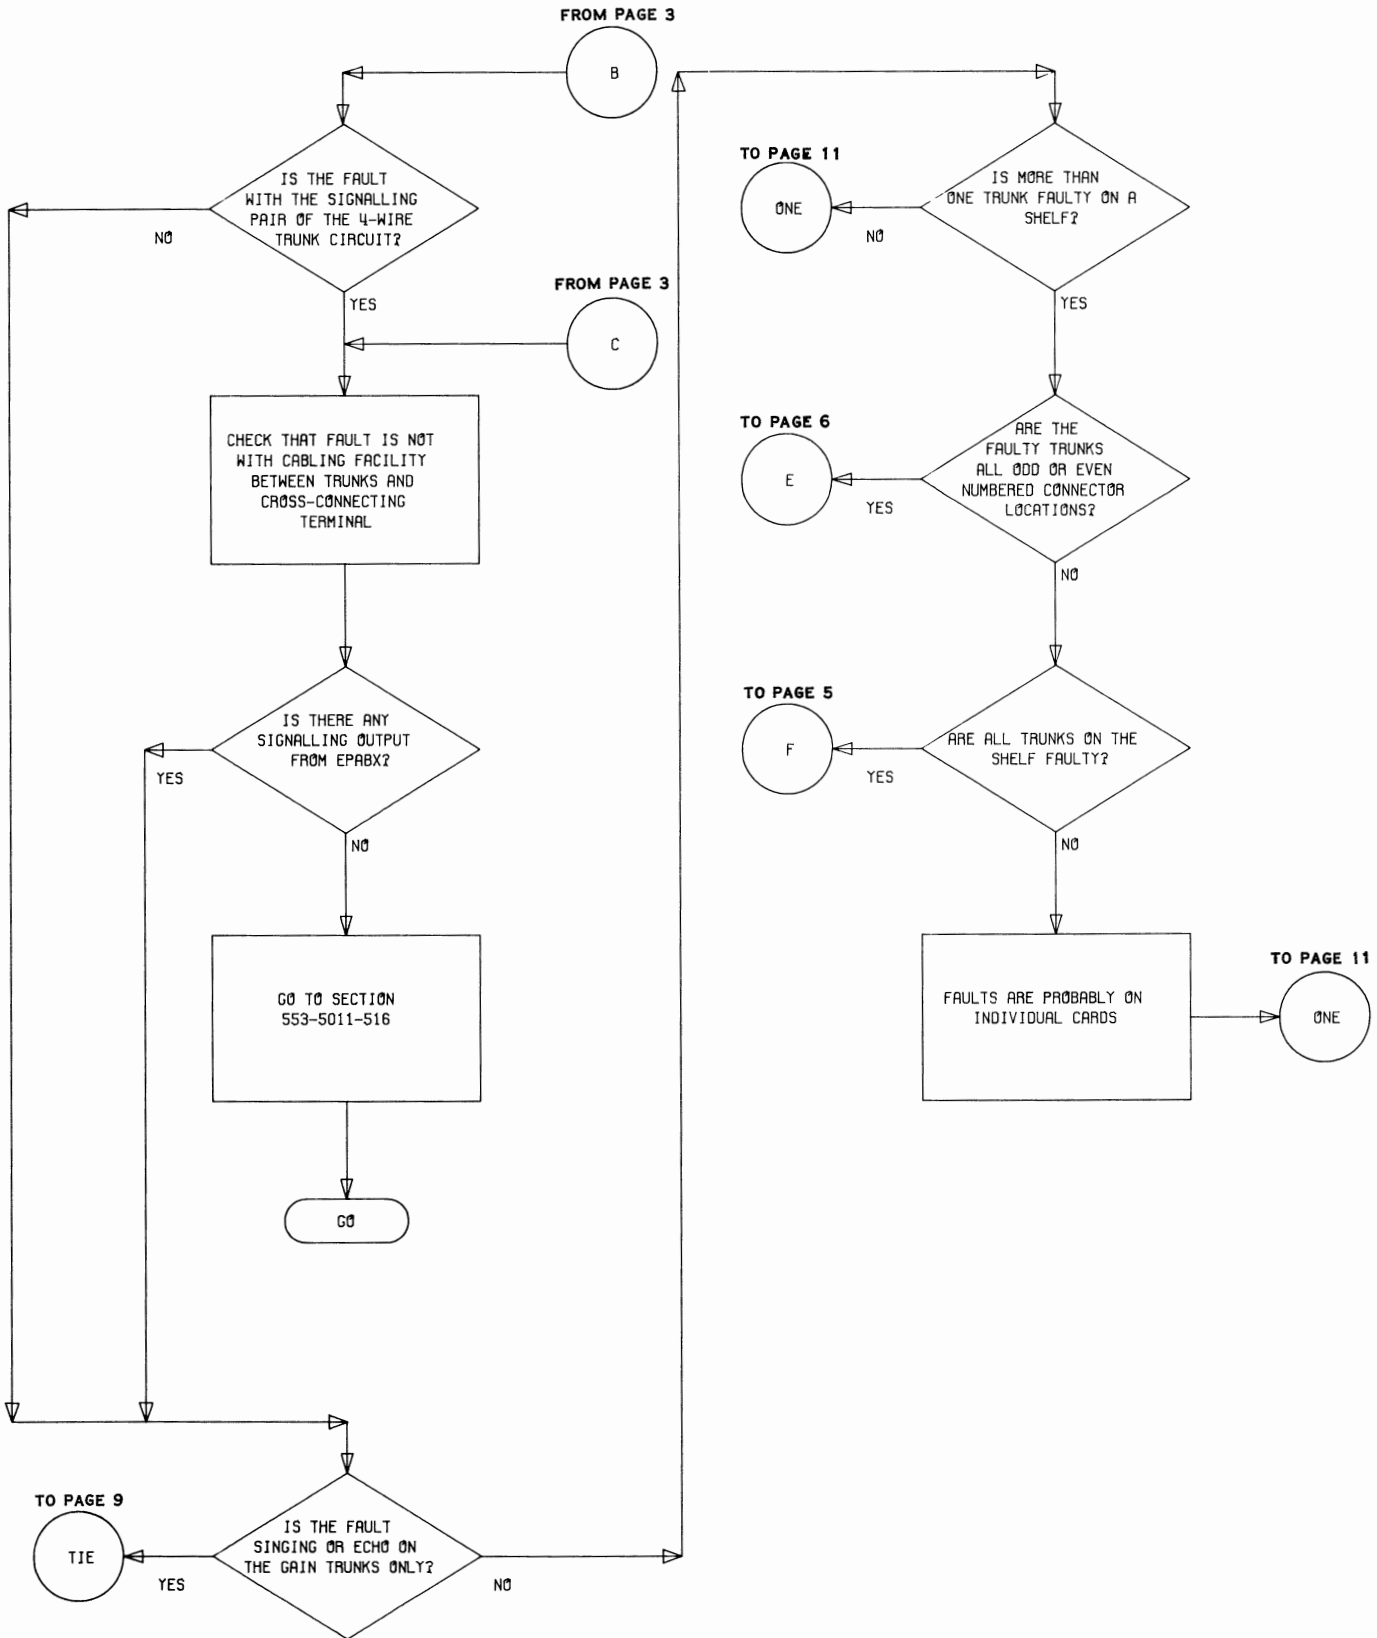 FROM PAGE 3
B
IS THE FAULT
WITH THE SIGNALLING
PAIR OF THE 4-WIRE
TRUNK CIRCUIT?
NO
YES
FROM PAGE 3
C
CHECK THAT FAULT IS NOT
WITH CABLING FACILITY
BETWEEN TRUNKS AND
CROSS-CONNECTING
TERMINAL
IS THERE ANY
SIGNALLING OUTPUT
FROM EPABX?
YES
NO
GO TO SECTION
553-5011-516
GO
TO PAGE 9
TIE
IS THE FAULT
SINGING OR ECHO ON
THE GAIN TRUNKS ONLY?
YES
NO
TO PAGE 11
ONE
IS MORE THAN
ONE TRUNK FAULTY ON A
SHELF?
NO
YES
TO PAGE 6
E
ARE THE
FAULTY TRUNKS
ALL ODD OR EVEN
NUMBERED CONNECTOR
LOCATIONS?
YES
NO
TO PAGE 5
F
ARE ALL TRUNKS ON THE
SHELF FAULTY?
YES
NO
FAULTS ARE PROBABLY ON
INDIVIDUAL CARDS
TO PAGE 11
ONE